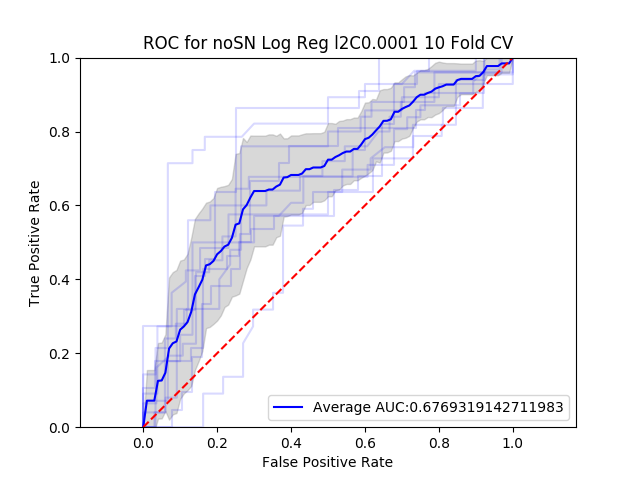 ROC for noSN Log Reg l2C0.0001 10 Fold CV
True Positive Rate
1.0
0.8
0.6
0.4
0.2
0.0
Average AUC:0.6769319142711983
0.0 0.2 0.4 0.6 0.8 1.0
False Positive Rate